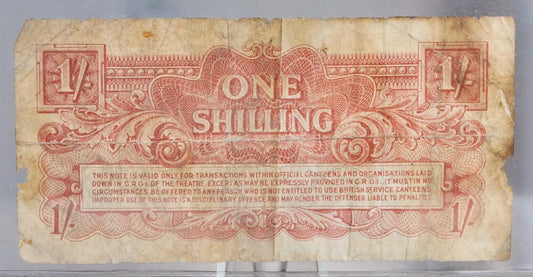 1/ 1/
ONE
SHILLING
THIS NOTE IS VALID ONLY FOR TRANSACTIONS WITHIN OFFICIAL CANTEENS AND ORGANISATIONS LAID
DOWN IN G.R.Os OF THE THEATRE. EXCEPT AS MAY BE EXPRESSLY PROVIDED IN G.R.Os., IT MUST IN NO
CIRCUMSTANCES BE OFFERED TO ANY PERSON WHO IS NOT ENTITLED TO USE BRITISH SERVICE CANTEENS.
IMPROPER USE OF THIS NOTE IS A DISCIPLINARY OFFENCE AND MAY RENDER THE OFFENDER LIABLE TO PENALTIES
1/- 1/-